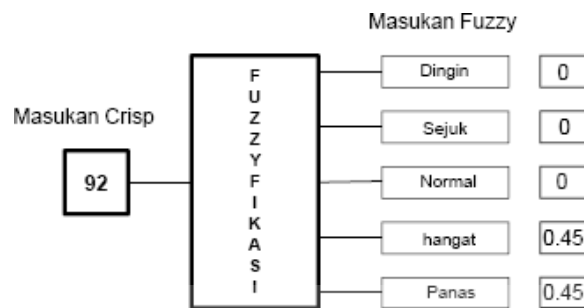 Masukan Fuzzy
Masukan Crisp
92
F
U
Z
Z
Y
F
I
K
A
S
I
Dingin 0
Sejuk 0
Normal 0
hangat 0.45
Panas 0.45